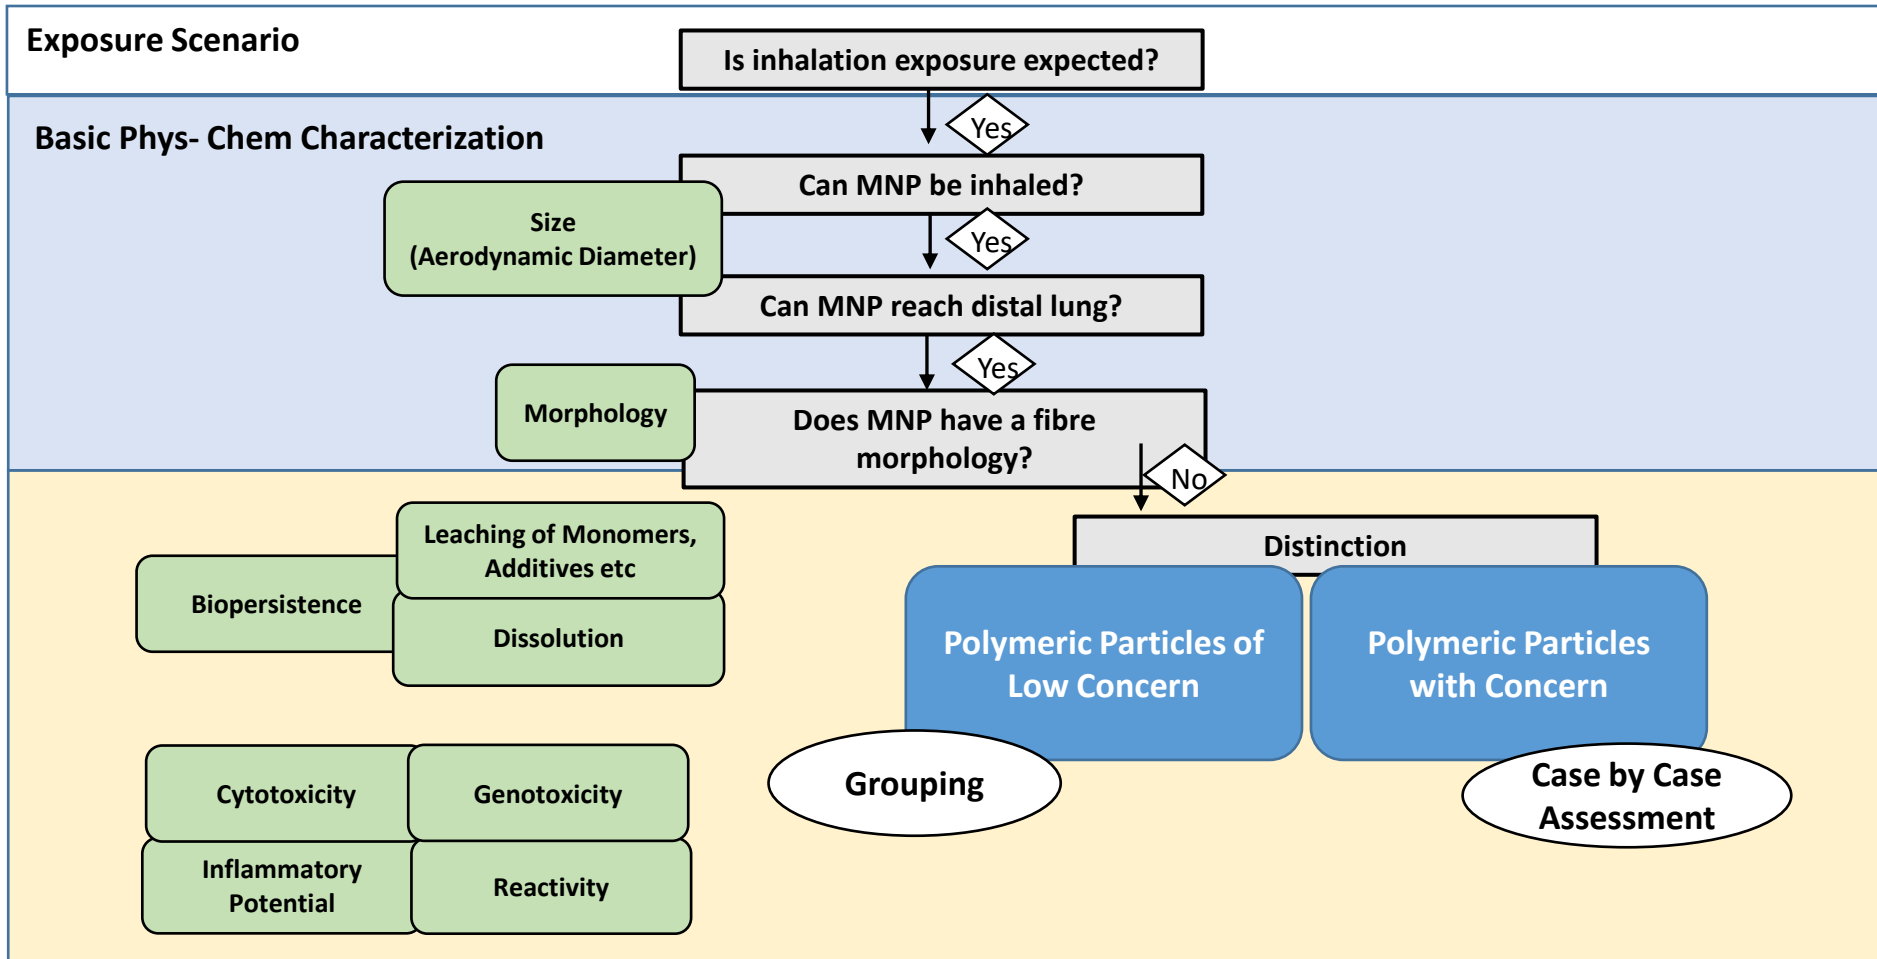 Exposure Scenario
Is inhalation exposure expected?
Yes
Basic Phys- Chem Characterization
Can MNP be inhaled?
Size
(Aerodynamic Diameter)
Yes
Can MNP reach distal lung?
Yes
Morphology
Does MNP have a fibre
morphology?
No
Leaching of Monomers,
Additives etc
Biopersistence
Dissolution
Distinction
Polymeric Particles of
Low Concern
Polymeric Particles
with Concern
Grouping
Case by Case
Assessment
Cytotoxicity
Genotoxicity
Inflammatory
Potential
Reactivity